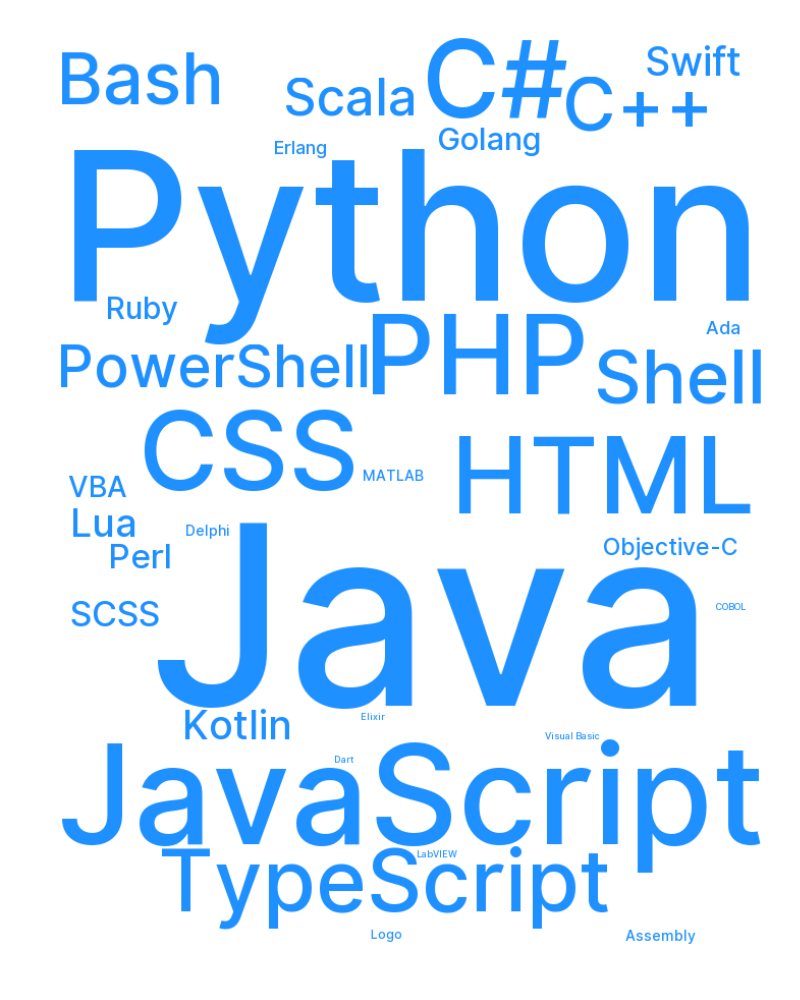 Bash
Scala
C#
Swift
C++
Golang
Erlang
Python
Ruby
PHP
Ada
PowerShell
Shell
CSS
HTML
MATLAB
VBA
Lua
Delphi
Perl
Objective-C
Java
SCSS
COBOL
Kotlin
Elixir
Visual Basic
Dart
JavaScript
LabVIEW
TypeScript
Logo
Assembly